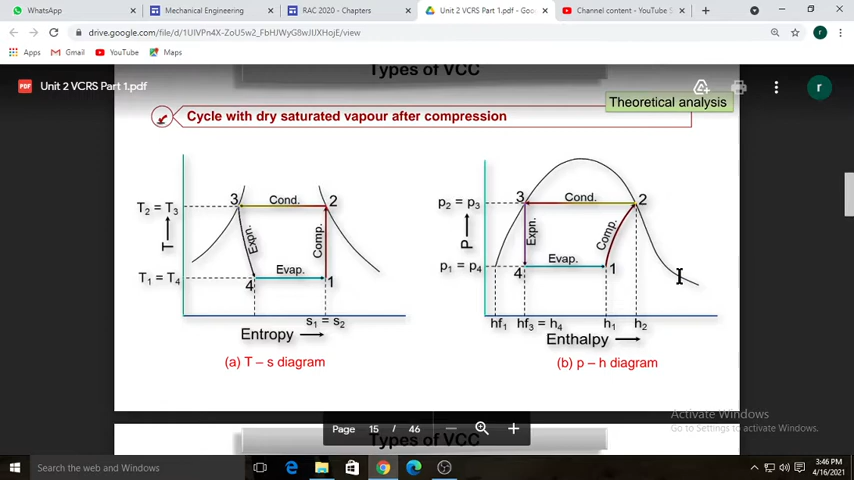 WhatsApp
Mechanical Engineering
RAC 2020 - Chapters
Unit 2 VCRS Part 1.pdf - Goo
Channel content - YouTube S
drive.google.com/file/d/1UIVPn4X-ZoU5w2_FbHJWyG8wJIJXHojE/view
r
Apps
Gmail
YouTube
Maps
PDF
Unit 2 VCRS Part 1.pdf
r
Types of VCC
Theoretical analysis
Cycle with dry saturated vapour after compression
3
Cond.
2
T2 = T3
T
Expn.
Comp.
Evap.
T1 = T4
4
1
s1 = s2
Entropy
(a) T – s diagram
3
Cond.
2
p2 = p3
P
Expn.
Comp.
Evap.
p1 = p4
4
1
hf1
hf3 = h4
h1
h2
Enthalpy
(b) p – h diagram
Page 15 / 46
Activate Windows
Go to Settings to activate Windows.
Types of VCC
Search the web and Windows
3:46 PM
4/16/2021